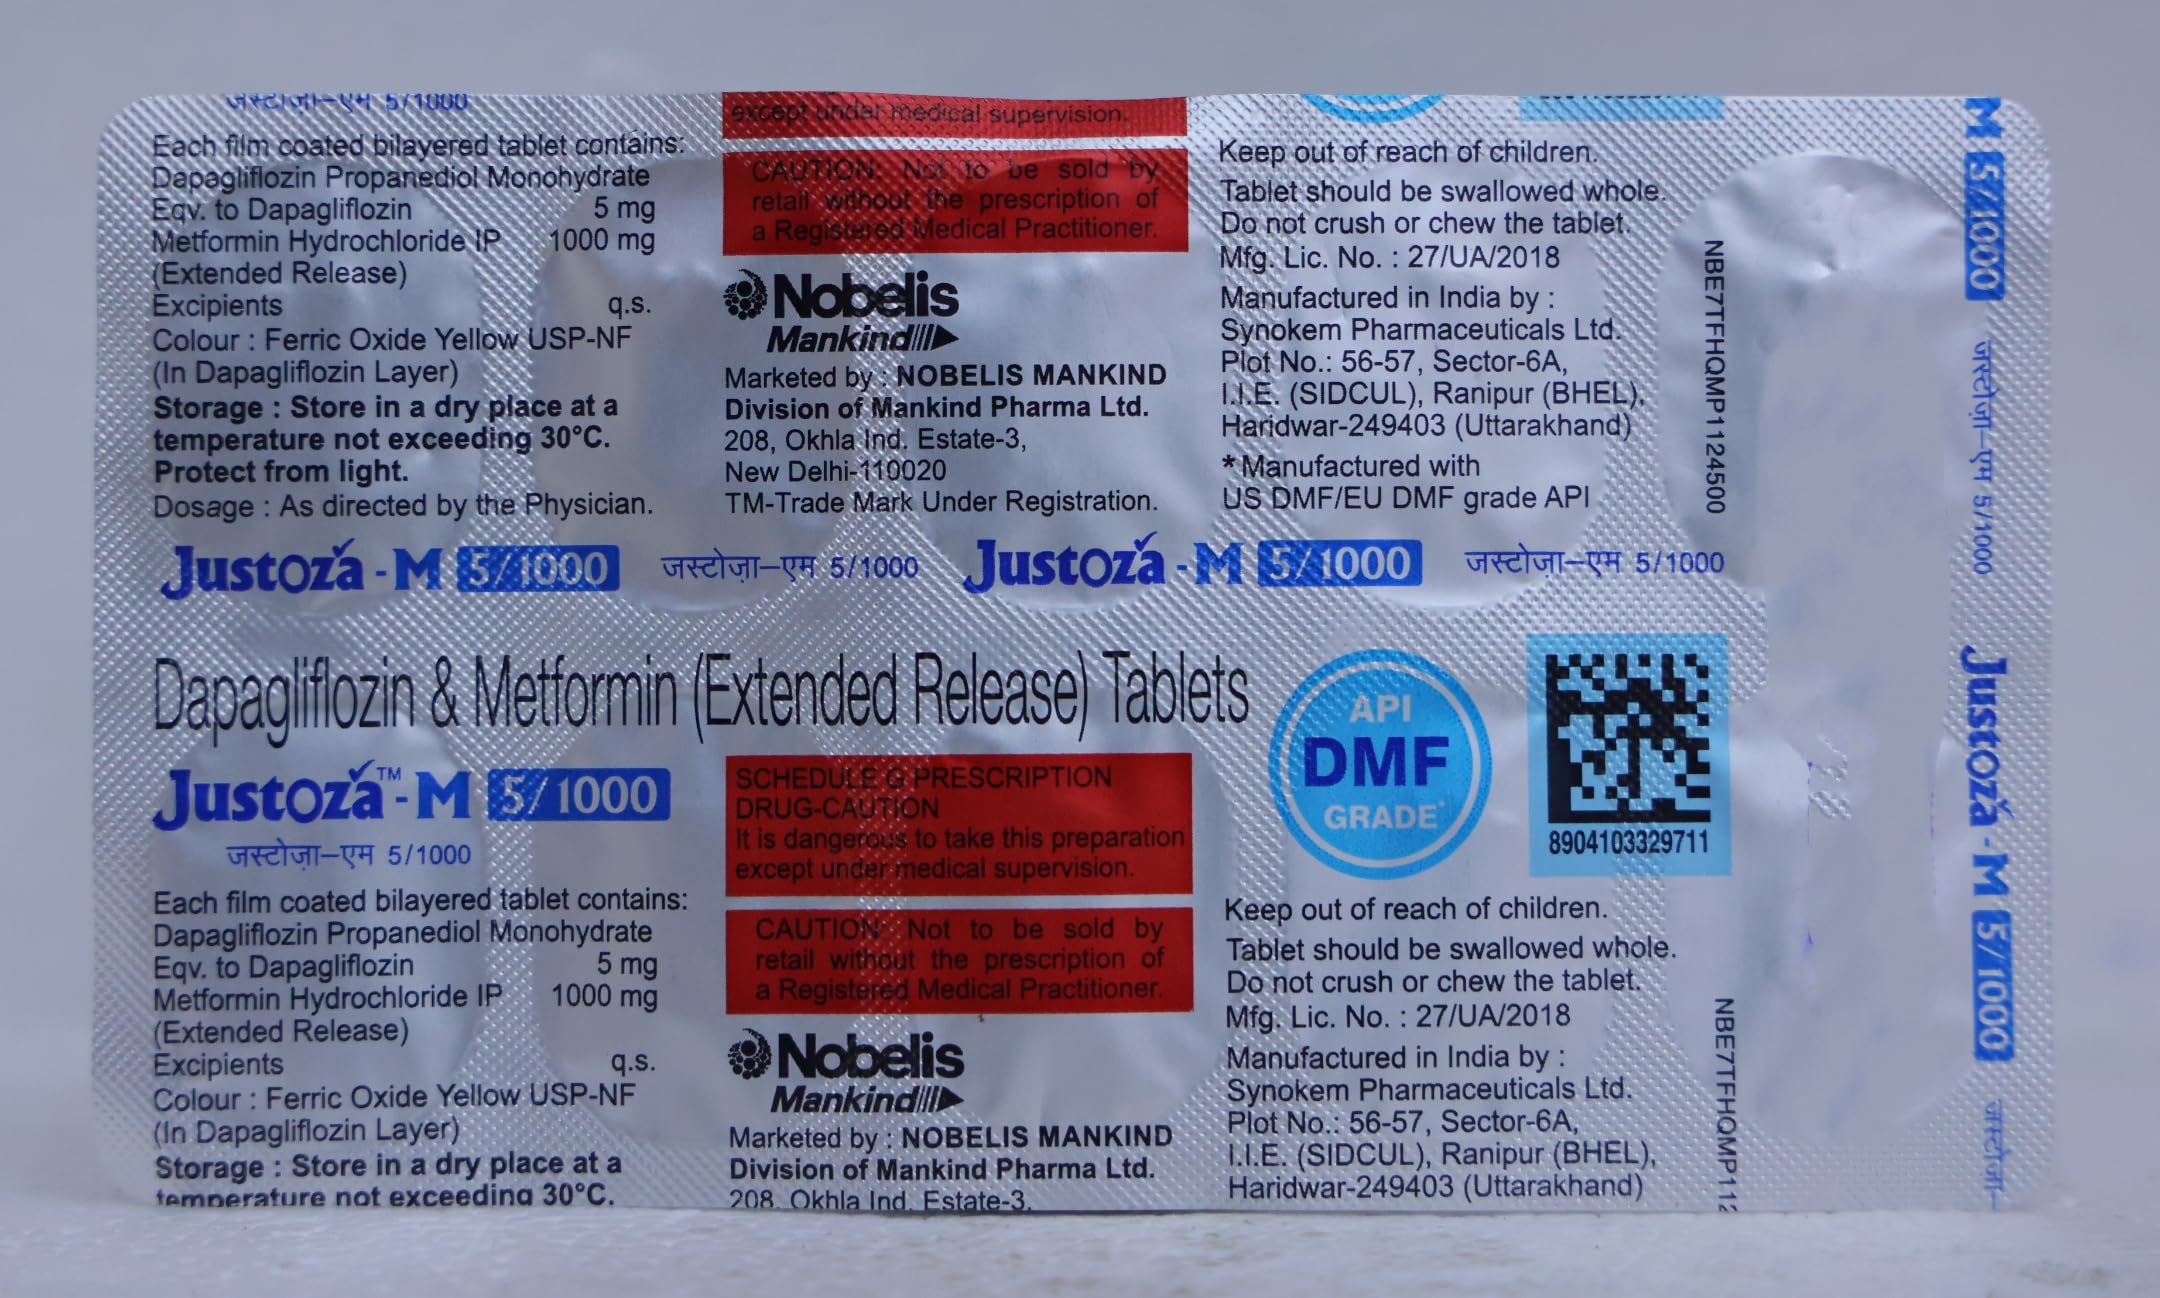 जस्टोज़ा–एम 5/1000
Each film coated bilayered tablet contains:
Dapagliflozin Propanediol Monohydrate
Eqv. to Dapagliflozin 5 mg
Metformin Hydrochloride IP 1000 mg
(Extended Release)
Excipients q.s.
Colour : Ferric Oxide Yellow USP-NF
(In Dapagliflozin Layer)
Storage : Store in a dry place at a
temperature not exceeding 30°C.
Protect from light.
Dosage : As directed by the Physician.
except under medical supervision.
CAUTION: Not to be sold by
retail without the prescription of
a Registered Medical Practitioner.
Nobelis
Mankind
Marketed by : NOBELIS MANKIND
Division of Mankind Pharma Ltd.
208, Okhla Ind. Estate-3,
New Delhi-110020
TM-Trade Mark Under Registration.
Keep out of reach of children.
Tablet should be swallowed whole.
Do not crush or chew the tablet.
Mfg. Lic. No. : 27/UA/2018
Manufactured in India by :
Synokem Pharmaceuticals Ltd.
Plot No.: 56-57, Sector-6A,
I.I.E. (SIDCUL), Ranipur (BHEL),
Haridwar-249403 (Uttarakhand)
*Manufactured with
US DMF/EU DMF grade API
NBE7TFHQMP1124500
Justoza - M 5/1000 जस्टोज़ा–एम 5/1000 Justoza - M 5/1000 जस्टोज़ा–एम 5/1000
Dapagliflozin & Metformin (Extended Release) Tablets
Justoza™ - M 5/1000
जस्टोज़ा–एम 5/1000
Each film coated bilayered tablet contains:
Dapagliflozin Propanediol Monohydrate
Eqv. to Dapagliflozin 5 mg
Metformin Hydrochloride IP 1000 mg
(Extended Release)
Excipients q.s.
Colour : Ferric Oxide Yellow USP-NF
(In Dapagliflozin Layer)
Storage : Store in a dry place at a
temperature not exceeding 30°C.
SCHEDULE G PRESCRIPTION
DRUG-CAUTION
It is dangerous to take this preparation
except under medical supervision.
CAUTION: Not to be sold by
retail without the prescription of
a Registered Medical Practitioner.
Nobelis
Mankind
Marketed by : NOBELIS MANKIND
Division of Mankind Pharma Ltd.
208, Okhla Ind. Estate-3,
API
DMF
GRADE*
8904103329711
Keep out of reach of children.
Tablet should be swallowed whole.
Do not crush or chew the tablet.
Mfg. Lic. No. : 27/UA/2018
Manufactured in India by :
Synokem Pharmaceuticals Ltd.
Plot No.: 56-57, Sector-6A,
I.I.E. (SIDCUL), Ranipur (BHEL),
Haridwar-249403 (Uttarakhand)
NBE7TFHQMP112
M 5/1000 जस्टोज़ा–एम 5/1000 Justoza - M 5/1000 जस्टोज़ा–